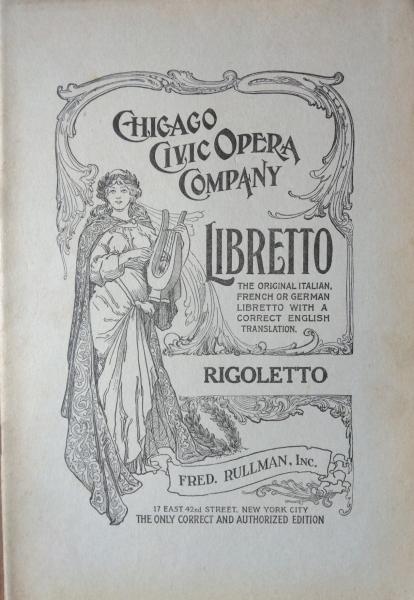 CHICAGO
CIVIC OPERA
COMPANY
LIBRETTO
THE ORIGINAL ITALIAN,
FRENCH OR GERMAN
LIBRETTO WITH A
CORRECT ENGLISH
TRANSLATION.
RIGOLETTO
FRED. RULLMAN, INC.
17 EAST 42nd STREET, NEW YORK CITY
THE ONLY CORRECT AND AUTHORIZED EDITION